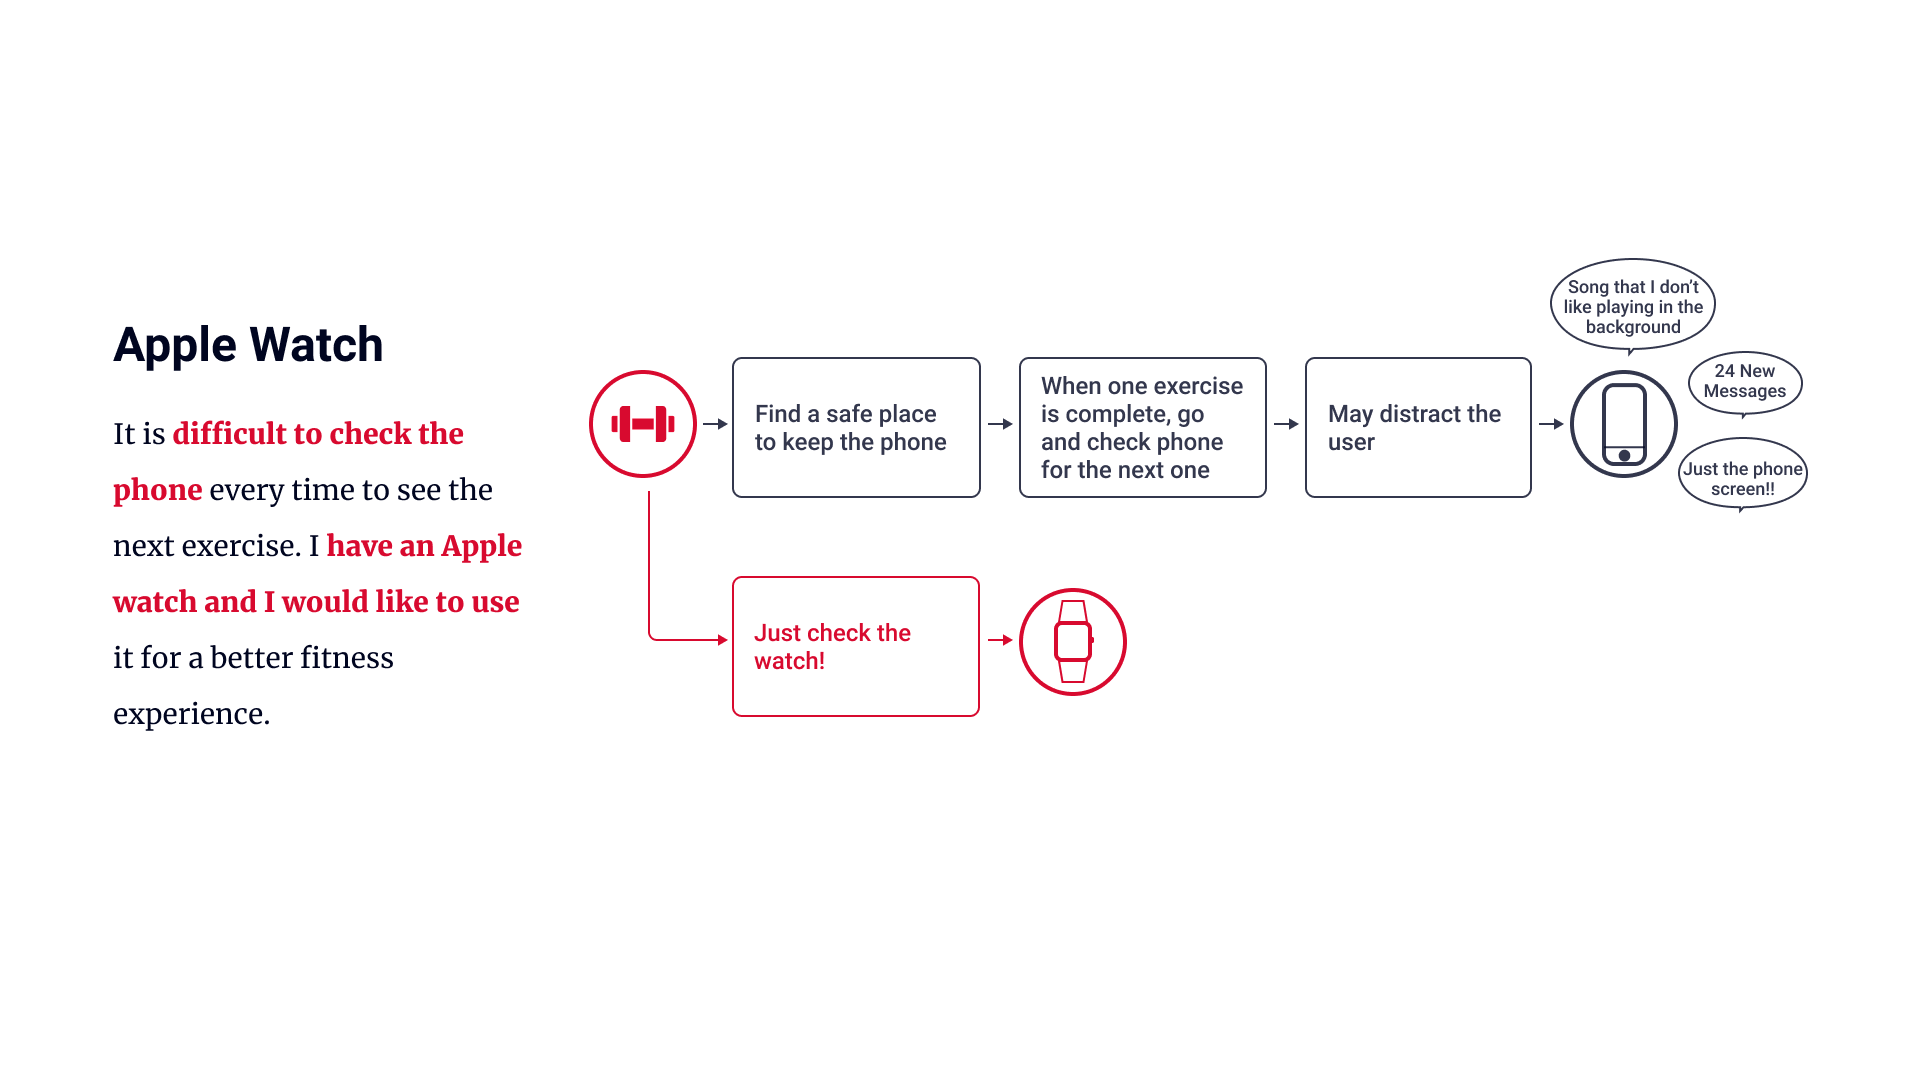 Apple Watch
It is difficult to check the
phone every time to see the
next exercise. I have an Apple
watch and I would like to use
it for a better fitness
experience.
Find a safe place
to keep the phone
When one exercise
is complete, go
and check phone
for the next one
May distract the
user
Song that I don’t
like playing in the
background
24 New
Messages
Just the phone
screen!!
Just check the
watch!